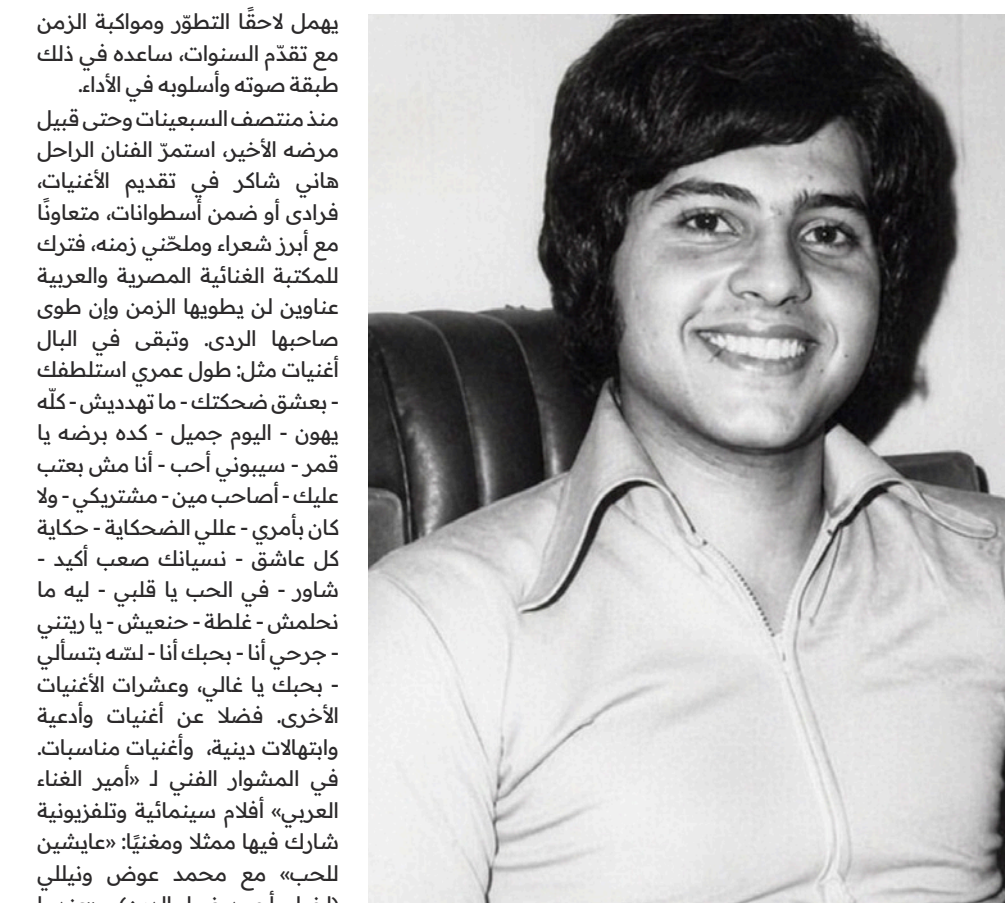 يهمل لاحقًا التطوّر ومواكبة الزمن
مع تقدّم السنوات، ساعده في ذلك
طبقة صوته وأسلوبه في الأداء.
منذ منتصف السبعينات وحتى قبيل
مرضه الأخير، استمرّ الفنان الراحل
هاني شاكر في تقديم الأغنيات،
فرادى أو ضمن أسطوانات، متعاونًا
مع أبرز شعراء وملحّني زمنه، فترك
للمكتبة الغنائية المصرية والعربية
عناوين لن يطويها الزمن وإن طوى
صاحبها الردى. وتبقى في البال
أغنيات مثل: طول عمري استلطفك
- بعشق ضحكتك - ما تهدديش - كلّه
يهون - اليوم جميل - كده برضه يا
قمر - سيبوني أحب - أنا مش بعتب
عليك - أصاحب مين - مشتريكي - ولا
كان بأمري - عللي الضحكاية - حكاية
كل عاشق - نسيانك صعب أكيد -
شاور - في الحب يا قلبي - ليه ما
نحلمش - غلطة - حنعيش - يا ريتني
- جرحي أنا - بحبك أنا - لسّه بتسألي
- بحبك يا غالي، وعشرات الأغنيات
الأخرى. فضلا عن أغنيات وأدعية
وابتهالات دينية، وأغنيات مناسبات.
في المشوار الفني لـ «أمير الغناء
العربي» أفلام سينمائية وتلفزيونية
شارك فيها ممثلا ومغنيًا: «عايشين
للحب» مع محمد عوض ونيللي